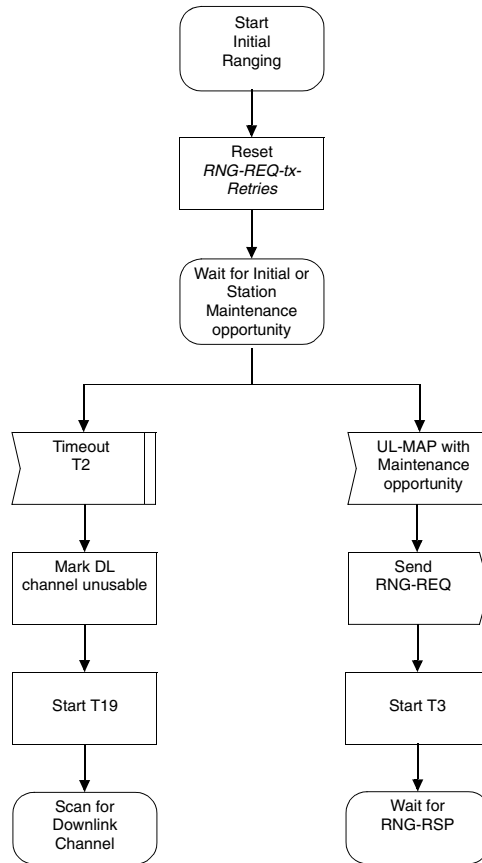 Start
Initial
Ranging
Reset
RNG-REQ-tx-
Retries
Wait for Initial or
Station
Maintenance
opportunity
Timeout
T2
UL-MAP with
Maintenance
opportunity
Mark DL
channel unusable
Send
RNG-REQ
Start T19
Start T3
Scan for
Downlink
Channel
Wait for
RNG-RSP